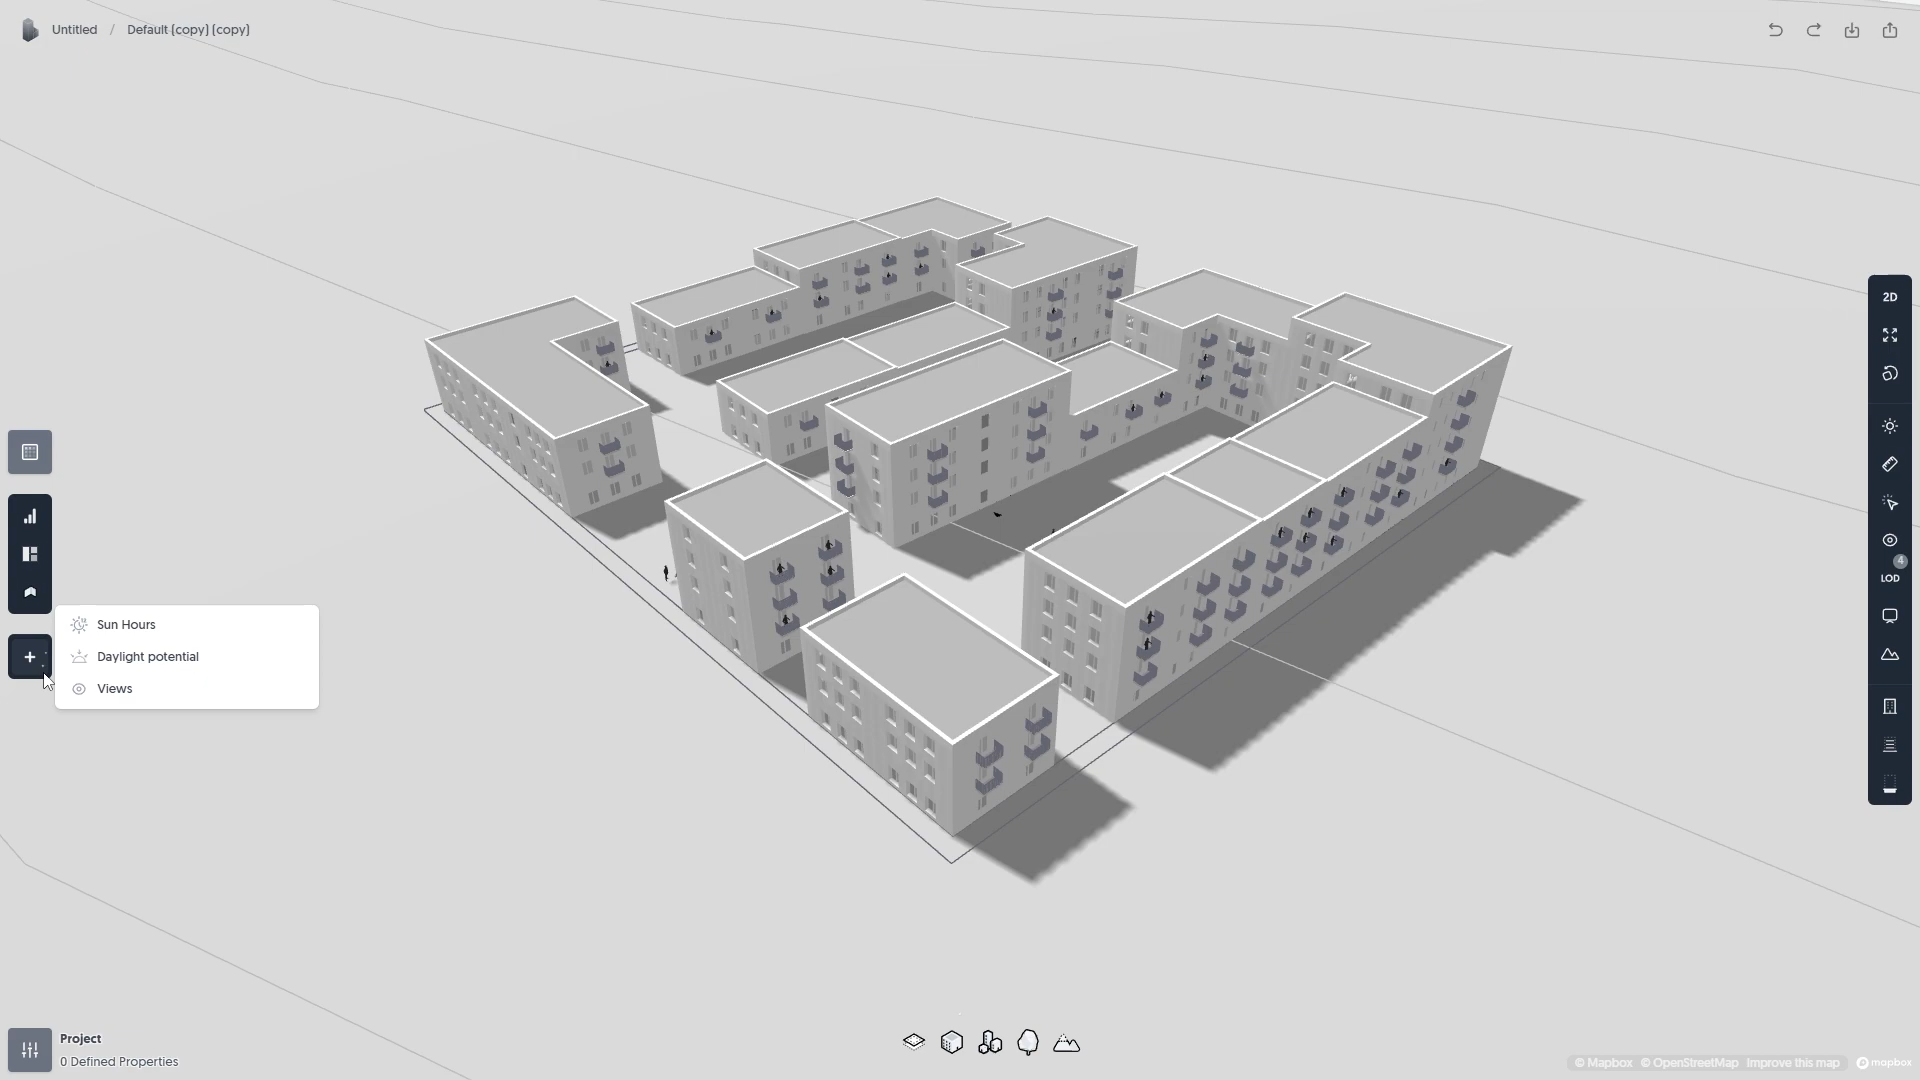 Untitled / Default (copy) (copy)
2D
4
LOD
Sun Hours
Daylight potential
Views
Project
0 Defined Properties
© Mapbox © OpenStreetMap Improve this map mapbox